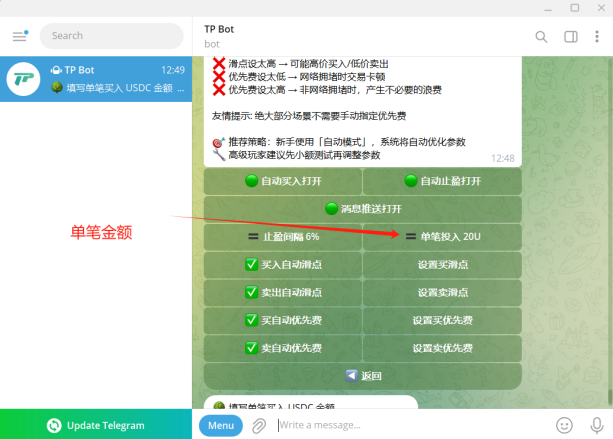 Search
TP Bot
12:49
填写单笔买入 USDC 金额 ...
单笔金额
Update Telegram
TP Bot
bot
滑点设太高 → 可能高价买入/低价卖出
优先费设太低 → 网络拥堵时交易卡顿
优先费设太高 → 非网络拥堵时，产生不必要的浪费
友情提示: 绝大部分场景不需要手动指定优先费
推荐策略：新手使用「自动模式」，系统将自动优化参数
高级玩家建议先小额测试再调整参数
12:48
自动买入打开
自动止盈打开
消息推送打开
止盈间隔 6%
单笔投入 20U
买入自动滑点
设置买滑点
卖出自动滑点
设置卖滑点
买自动优先费
设置买优先费
卖自动优先费
设置卖优先费
返回
填写单笔买入 USDC 金额
Menu
Write a message...